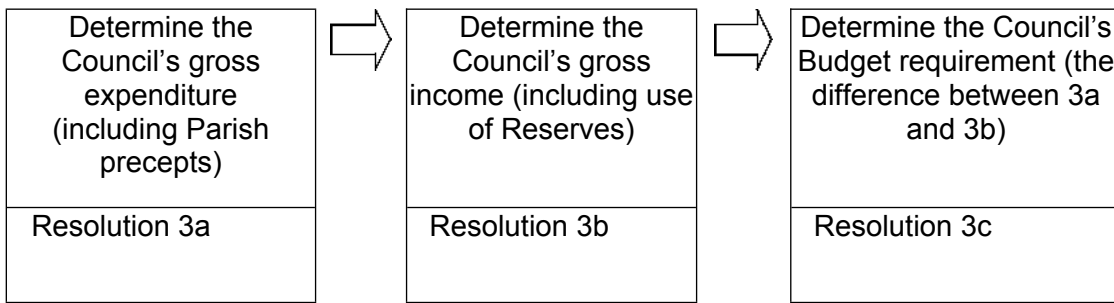 Determine the
Council’s gross
expenditure
(including Parish
precepts)
Resolution 3a
Determine the
Council’s gross
income (including use
of Reserves)
Resolution 3b
Determine the Council’s
Budget requirement (the
difference between 3a
and 3b)
Resolution 3c